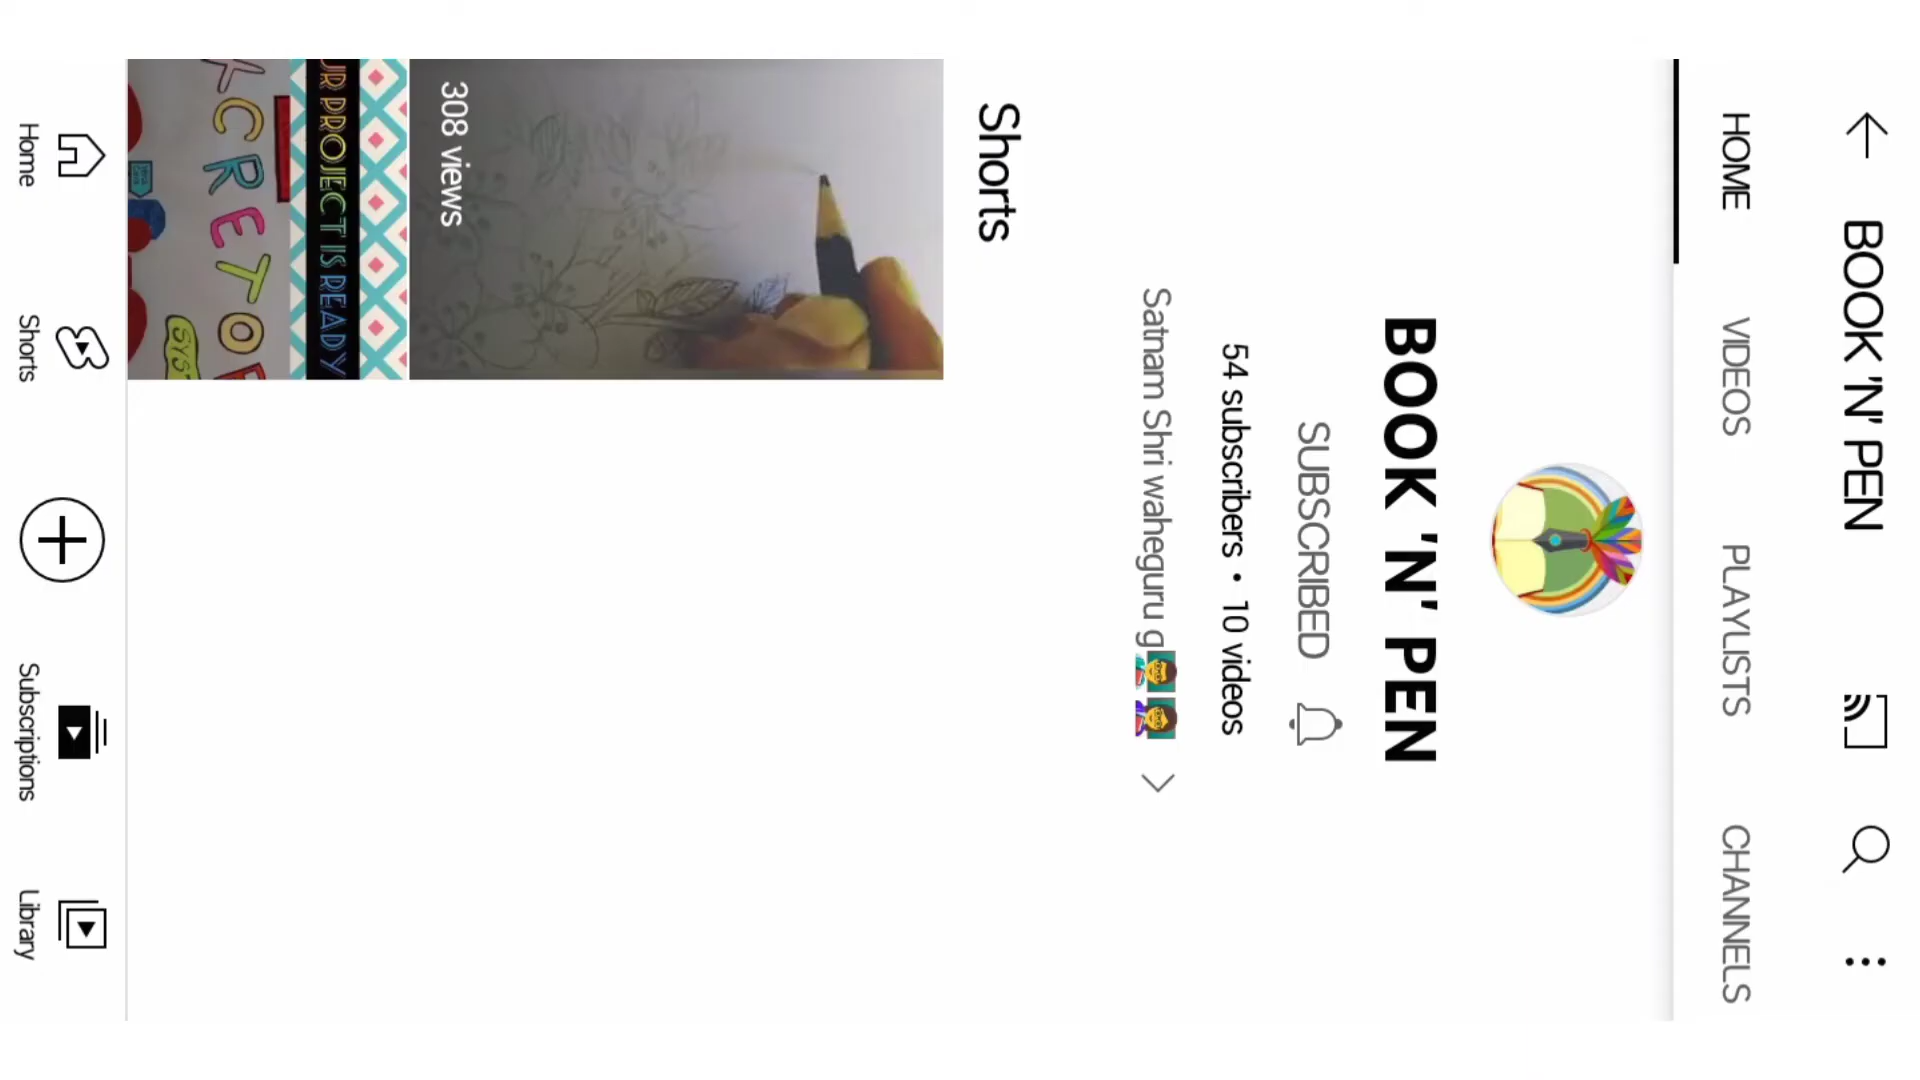 BOOK 'N' PEN
HOME VIDEOS PLAYLISTS CHANNELS
BOOK 'N' PEN
SUBSCRIBED
54 subscribers • 10 videos
Satnam Shri waheguru g
Shorts
308 views
PROJECT IS READY
CRETO
SYS
Home Shorts Subscriptions Library